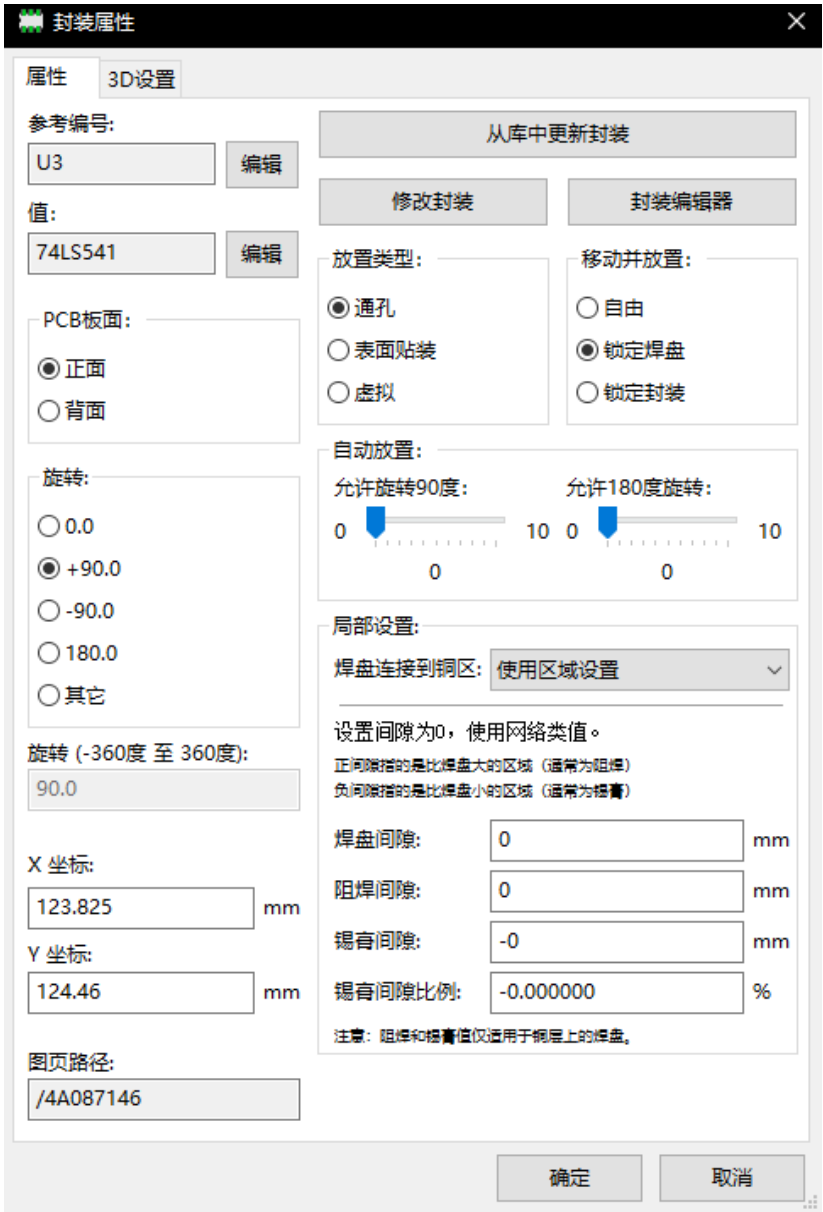 封装属性
属性
3D设置
参考编号:
U3
编辑
值:
74LS541
编辑
PCB板面:
正面
背面
旋转:
0.0
+90.0
-90.0
180.0
其它
旋转 (-360度 至 360度):
90.0
X 坐标:
123.825
mm
Y 坐标:
124.46
mm
图页路径:
/4A087146
从库中更新封装
修改封装
封装编辑器
放置类型:
通孔
表面贴装
虚拟
移动并放置:
自由
锁定焊盘
锁定封装
自动放置:
允许旋转90度:
0
10
0
允许180度旋转:
0
10
0
局部设置:
焊盘连接到铜区:
使用区域设置
设置间隙为0，使用网络类值。
正间隙指的是比焊盘大的区域（通常为阻焊）
负间隙指的是比焊盘小的区域（通常为锡膏）
焊盘间隙:
0
mm
阻焊间隙:
0
mm
锡膏间隙:
-0
mm
锡膏间隙比例:
-0.000000
%
注意：阻焊和锡膏值仅适用于铜层上的焊盘。
确定
取消